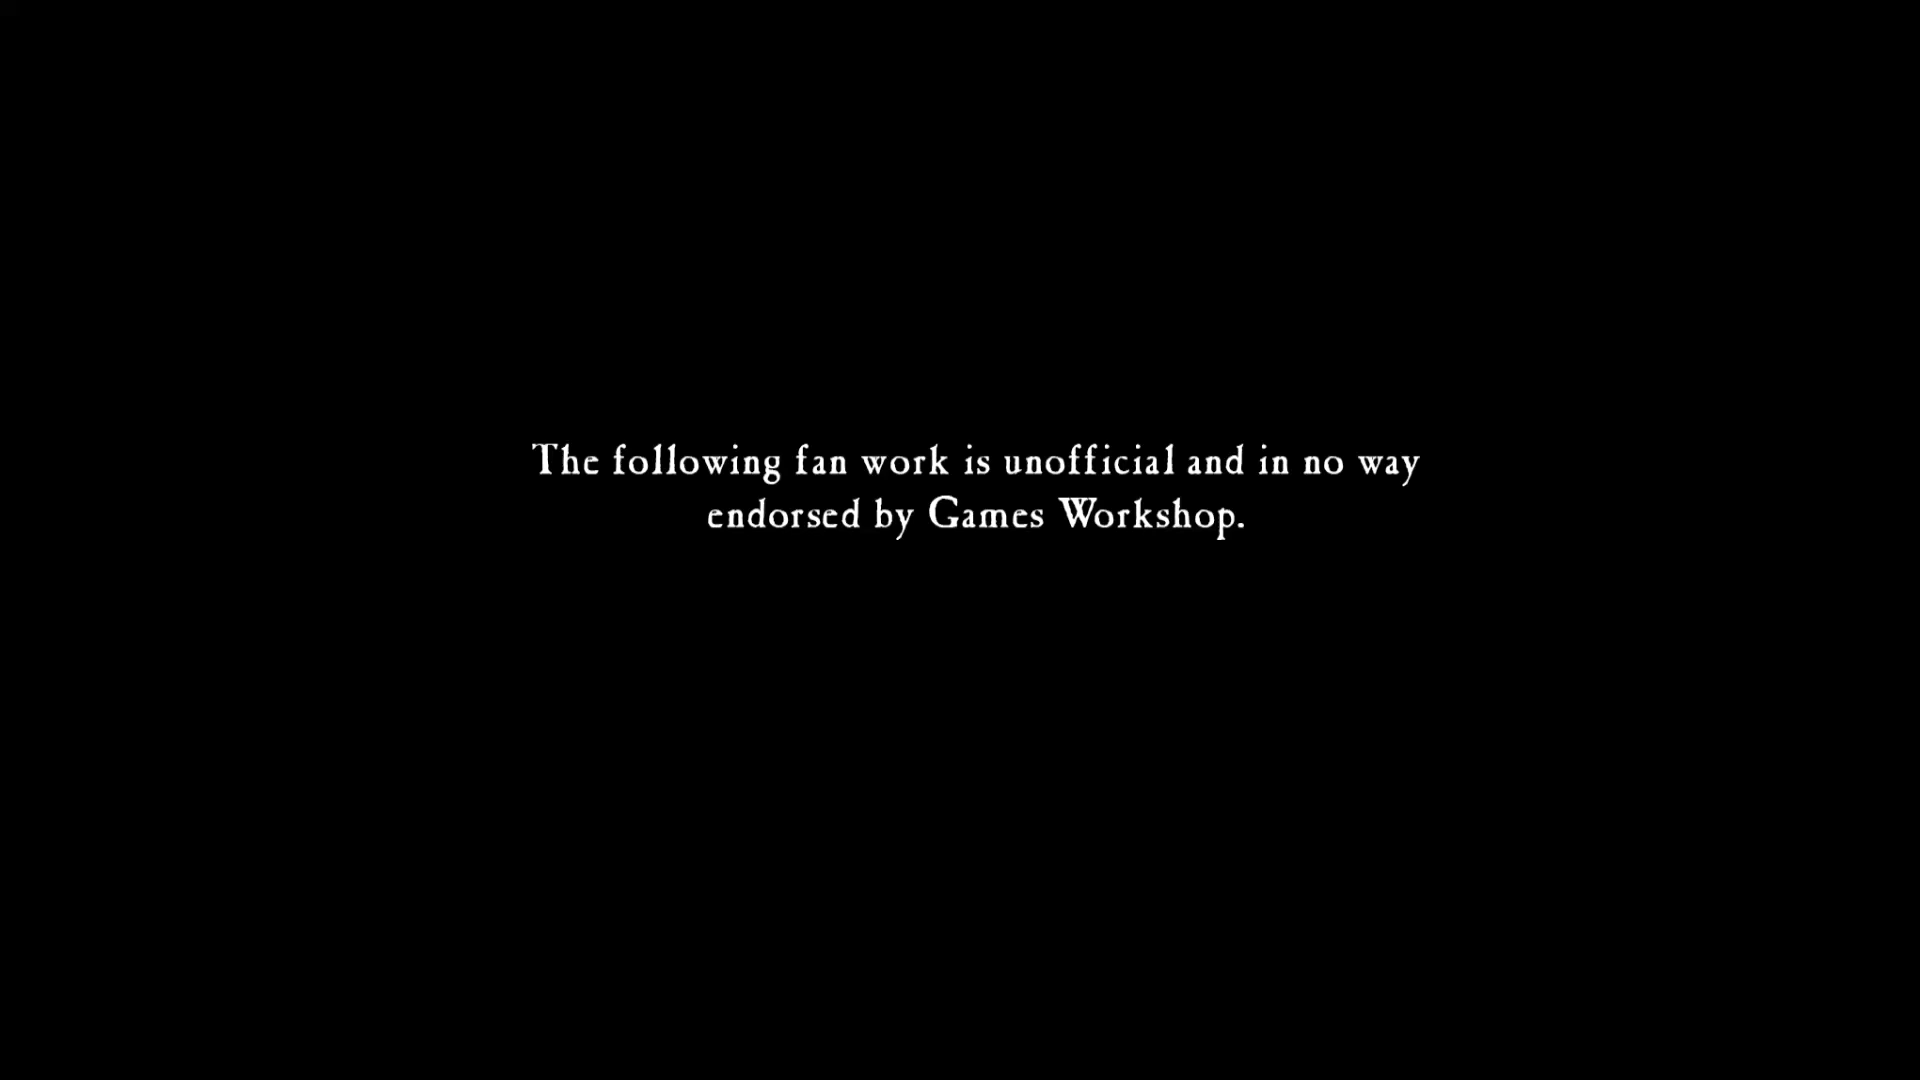 The following fan work is unofficial and in no way
endorsed by Games Workshop.